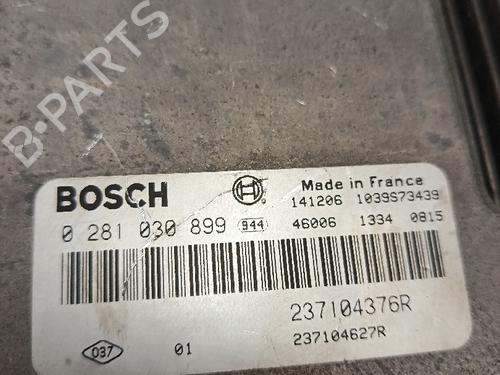 B-PARTS
BOSCH
Made in France
141206 1039S73439
0 281 030 899 944 46006 1334 0815
237104376R
037 01 237104627R